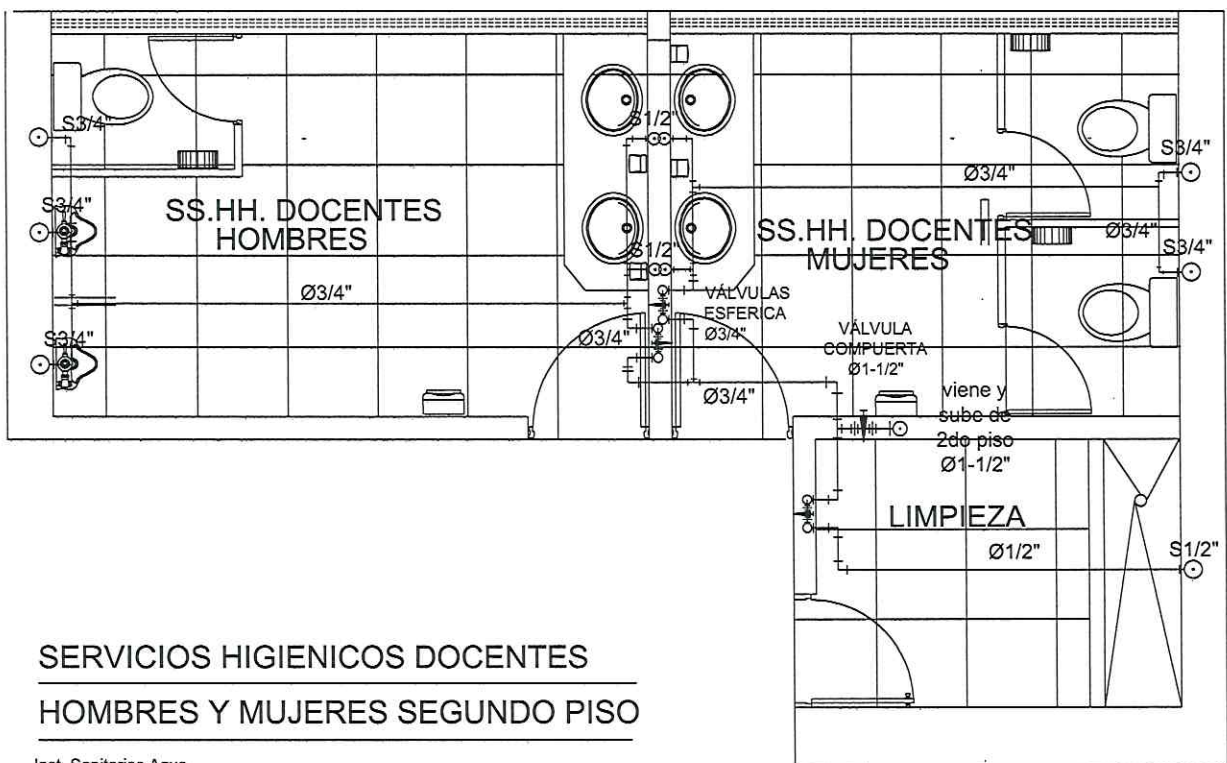 S3/4"
S1/2"
S3/4"
Ø3/4"
S3/4"
SS.HH. DOCENTES
HOMBRES
SS.HH. DOCENTES
MUJERES
Ø3/4"
S1/2"
S3/4"
Ø3/4"
VÁLVULAS
ESFERICA
Ø3/4"
S3/4"
Ø3/4"
VÁLVULA
COMPUERTA
Ø1-1/2"
Ø3/4"
viene y
sube de
2do piso
Ø1-1/2"
LIMPIEZA
Ø1/2"
S1/2"
SERVICIOS HIGIENICOS DOCENTES
HOMBRES Y MUJERES SEGUNDO PISO
Inst. Sanitarias Agua